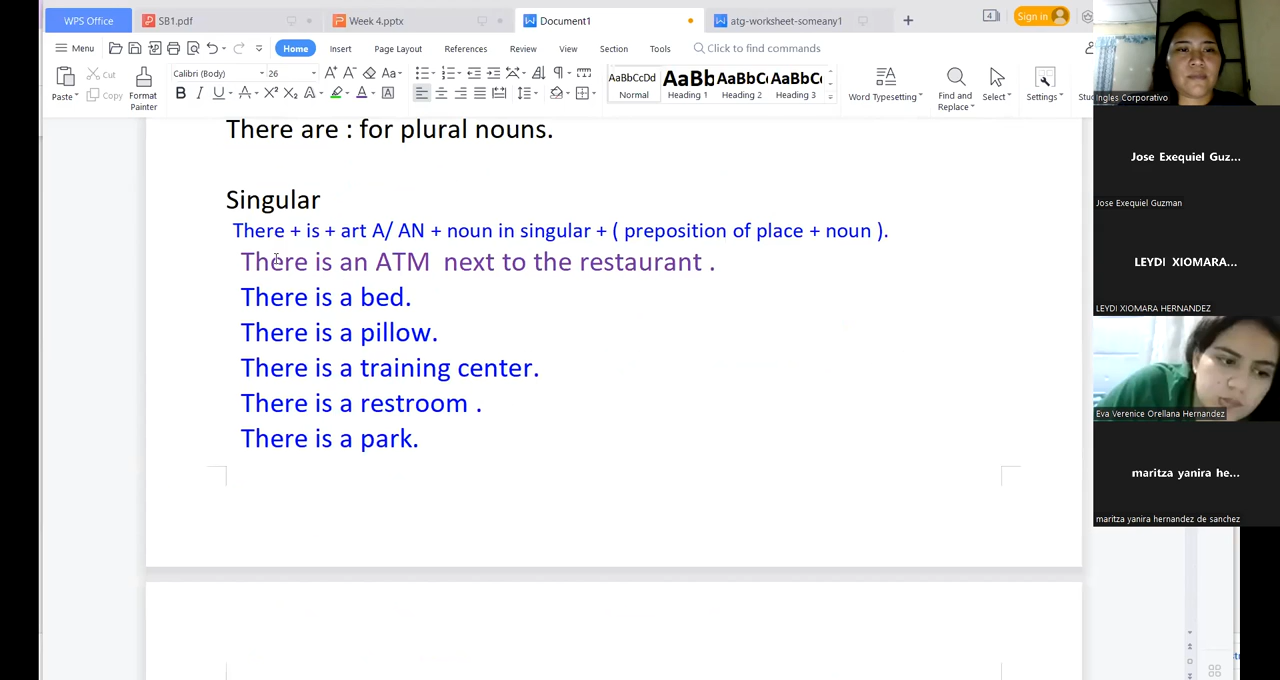 WPS Office
SB1.pdf
Week 4.pptx
Document1
atg-worksheet-someany1
4
Sign in
Menu
Home
Insert
Page Layout
References
Review
View
Section
Tools
Click to find commands
Paste
Cut
Copy
Format
Painter
Calibri (Body)
26
AaBbCcDd
Normal
AaBb
Heading 1
AaBbC
Heading 2
AaBbC
Heading 3
Word Typesetting
Find and
Replace
Select
Settings
There are : for plural nouns.
Singular
There + is + art A/ AN + noun in singular + ( preposition of place + noun ).
There is an ATM next to the restaurant .
There is a bed.
There is a pillow.
There is a training center.
There is a restroom .
There is a park.
Ingles Corporativo
Jose Exequiel Guz...
Jose Exequiel Guzman
LEYDI XIOMARA...
LEYDI XIOMARA HERNANDEZ
Eva Verenice Orellana Hernandez
maritza yanira he...
maritza yanira hernandez de sanchez